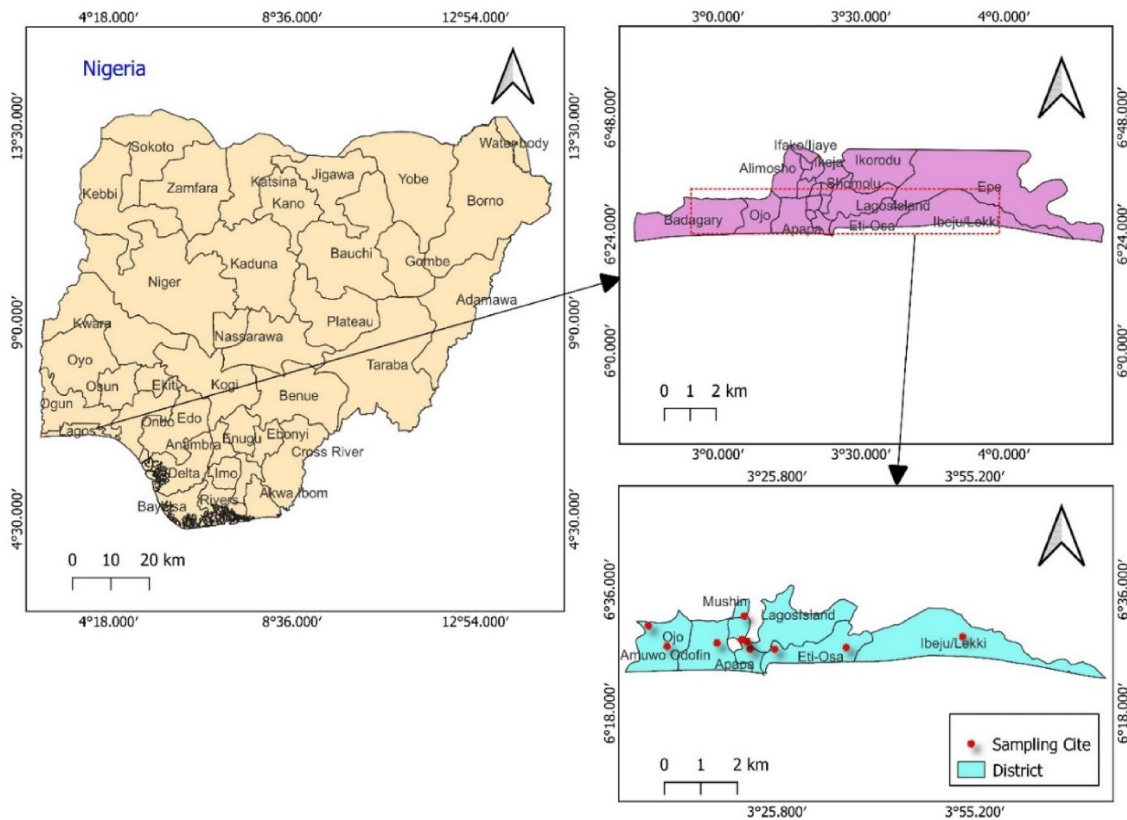 4°18.000′ 8°36.000′ 12°54.000′
Nigeria
13°30.000′
9°0.000′
4°30.000′
13°30.000′
9°0.000′
4°30.000′
Sokoto
Water body
Kebbi
Zamfara
Katsina
Jigawa
Yobe
Kano
Borno
Bauchi
Gombe
Kaduna
Niger
Adamawa
Plateau
Kwara
Nassarawa
Taraba
Oyo
Osun
Ekiti
Kogi
Benue
Ogun
Lagos
Ondo
Edo
Anambra
Enugu
Ebonyi
Cross River
Delta
Imo
Bayelsa
Rivers
Akwa Ibom
0 10 20 km
4°18.000′ 8°36.000′ 12°54.000′
3°0.000′ 3°30.000′ 4°0.000′
6°48.000′
6°24.000′
6°0.000′
6°48.000′
6°24.000′
6°0.000′
Ifako/Ijaye
Alimosho
Ikeja
Ikorodu
Shomolu
Epe
Badagary
Ojo
Lagos Island
Apapa
Eti-Osa
Ibeju/Lekki
0 1 2 km
3°0.000′ 3°30.000′ 4°0.000′
3°25.800′ 3°55.200′
6°36.000′
6°18.000′
6°36.000′
6°18.000′
Mushin
LagosIsland
Ojo
Amuwo Odofin
Apapa
Eti-Osa
Ibeju/Lekki
Sampling Cite
District
0 1 2 km
3°25.800′ 3°55.200′